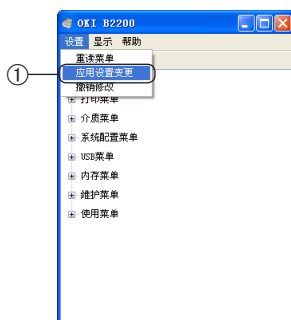 OKI B2200
设置 显示 帮助
重读菜单
①
应用设置变更
撤销修改
打印菜单
介质菜单
系统配置菜单
USB菜单
内存菜单
维护菜单
使用菜单